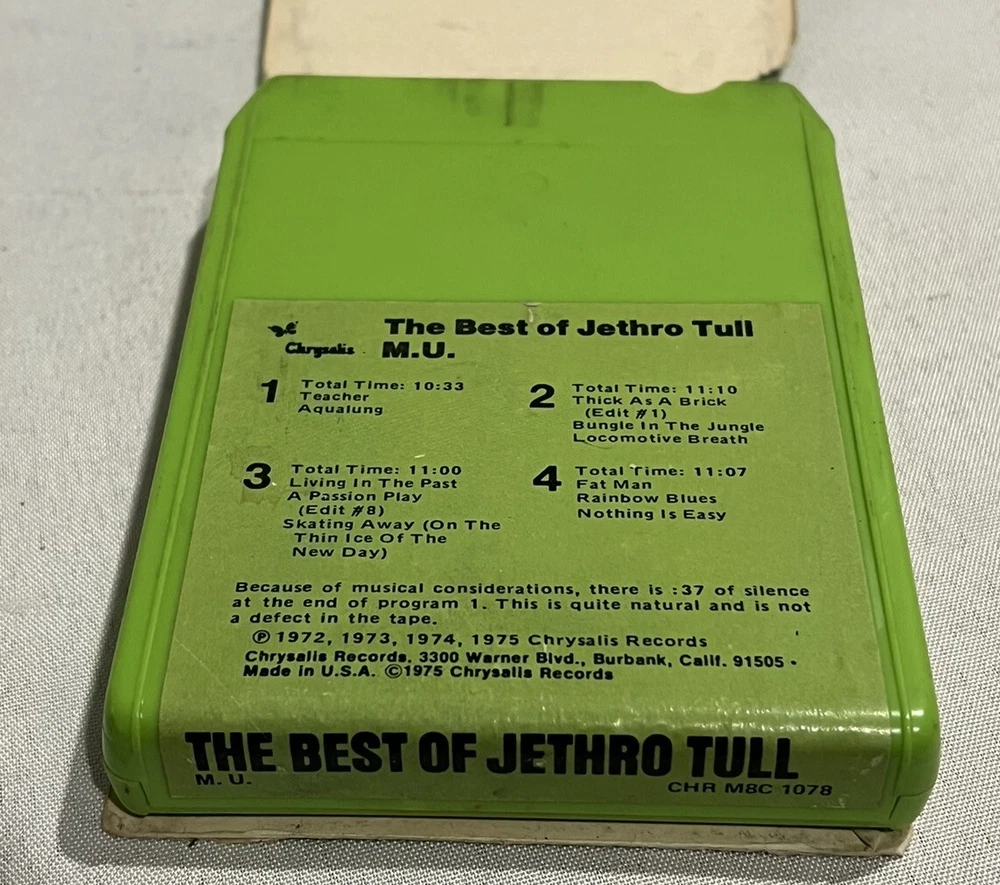 Chrysalis
The Best of Jethro Tull
M.U.
1
Total Time: 10:33
Teacher
Aqualung
2
Total Time: 11:10
Thick As A Brick
(Edit #1)
Bungle In The Jungle
Locomotive Breath
3
Total Time: 11:00
Living In The Past
A Passion Play
(Edit #8)
Skating Away (On The
Thin Ice Of The
New Day)
4
Total Time: 11:07
Fat Man
Rainbow Blues
Nothing Is Easy
Because of musical considerations, there is :37 of silence
at the end of program 1. This is quite natural and is not
a defect in the tape.
℗ 1972, 1973, 1974, 1975 Chrysalis Records
Chrysalis Records, 3300 Warner Blvd., Burbank, Calif. 91505 •
Made in U.S.A. ©1975 Chrysalis Records
THE BEST OF JETHRO TULL
M. U.
CHR M8C 1078